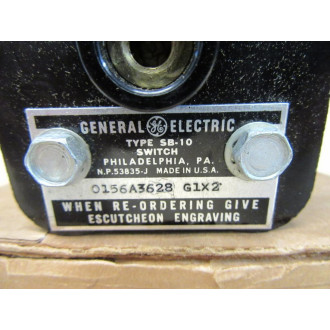 GENERAL GE ELECTRIC
TYPE SB-10
SWITCH
PHILADELPHIA, PA.
N.P. 53835-J MADE IN U.S.A.
0156A3628 G1X2
WHEN RE-ORDERING GIVE
ESCUTCHEON ENGRAVING